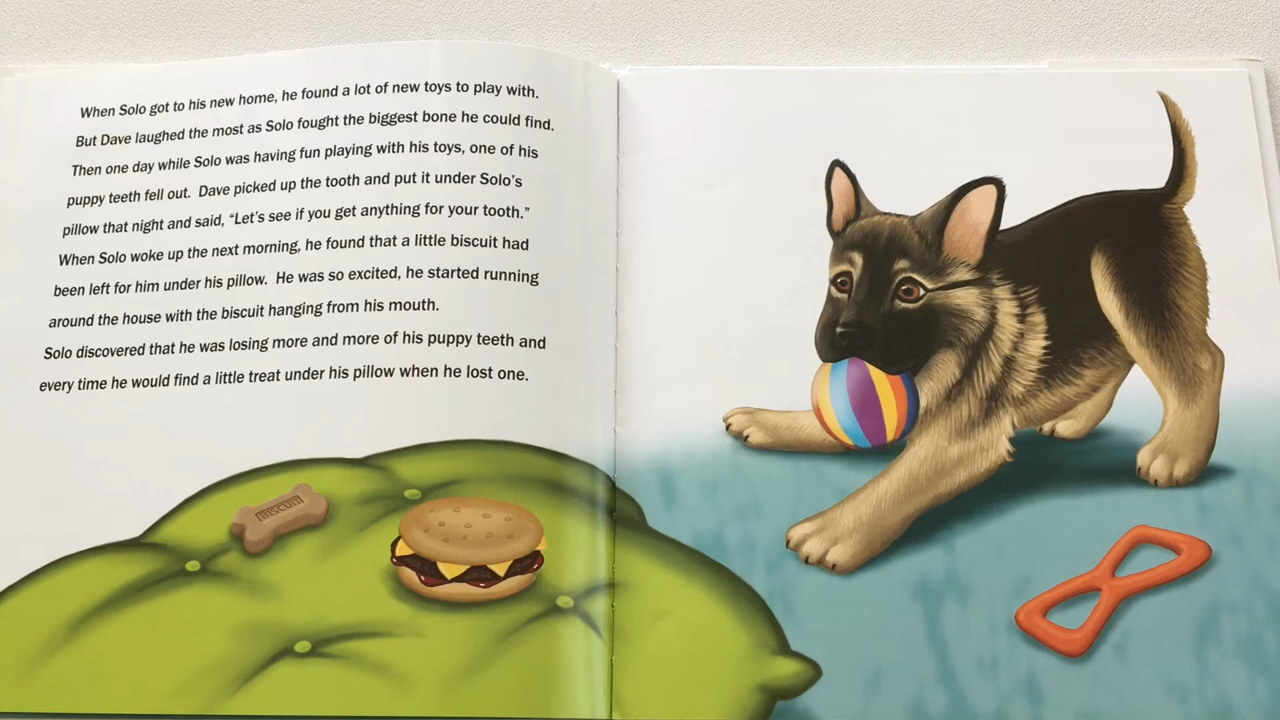 When Solo got to his new home, he found a lot of new toys to play with.
But Dave laughed the most as Solo fought the biggest bone he could find.
Then one day while Solo was having fun playing with his toys, one of his
puppy teeth fell out.  Dave picked up the tooth and put it under Solo's
pillow that night and said, “Let's see if you get anything for your tooth.”
When Solo woke up the next morning, he found that a little biscuit had
been left for him under his pillow.  He was so excited, he started running
around the house with the biscuit hanging from his mouth.
Solo discovered that he was losing more and more of his puppy teeth and
every time he would find a little treat under his pillow when he lost one.
BISCUIT